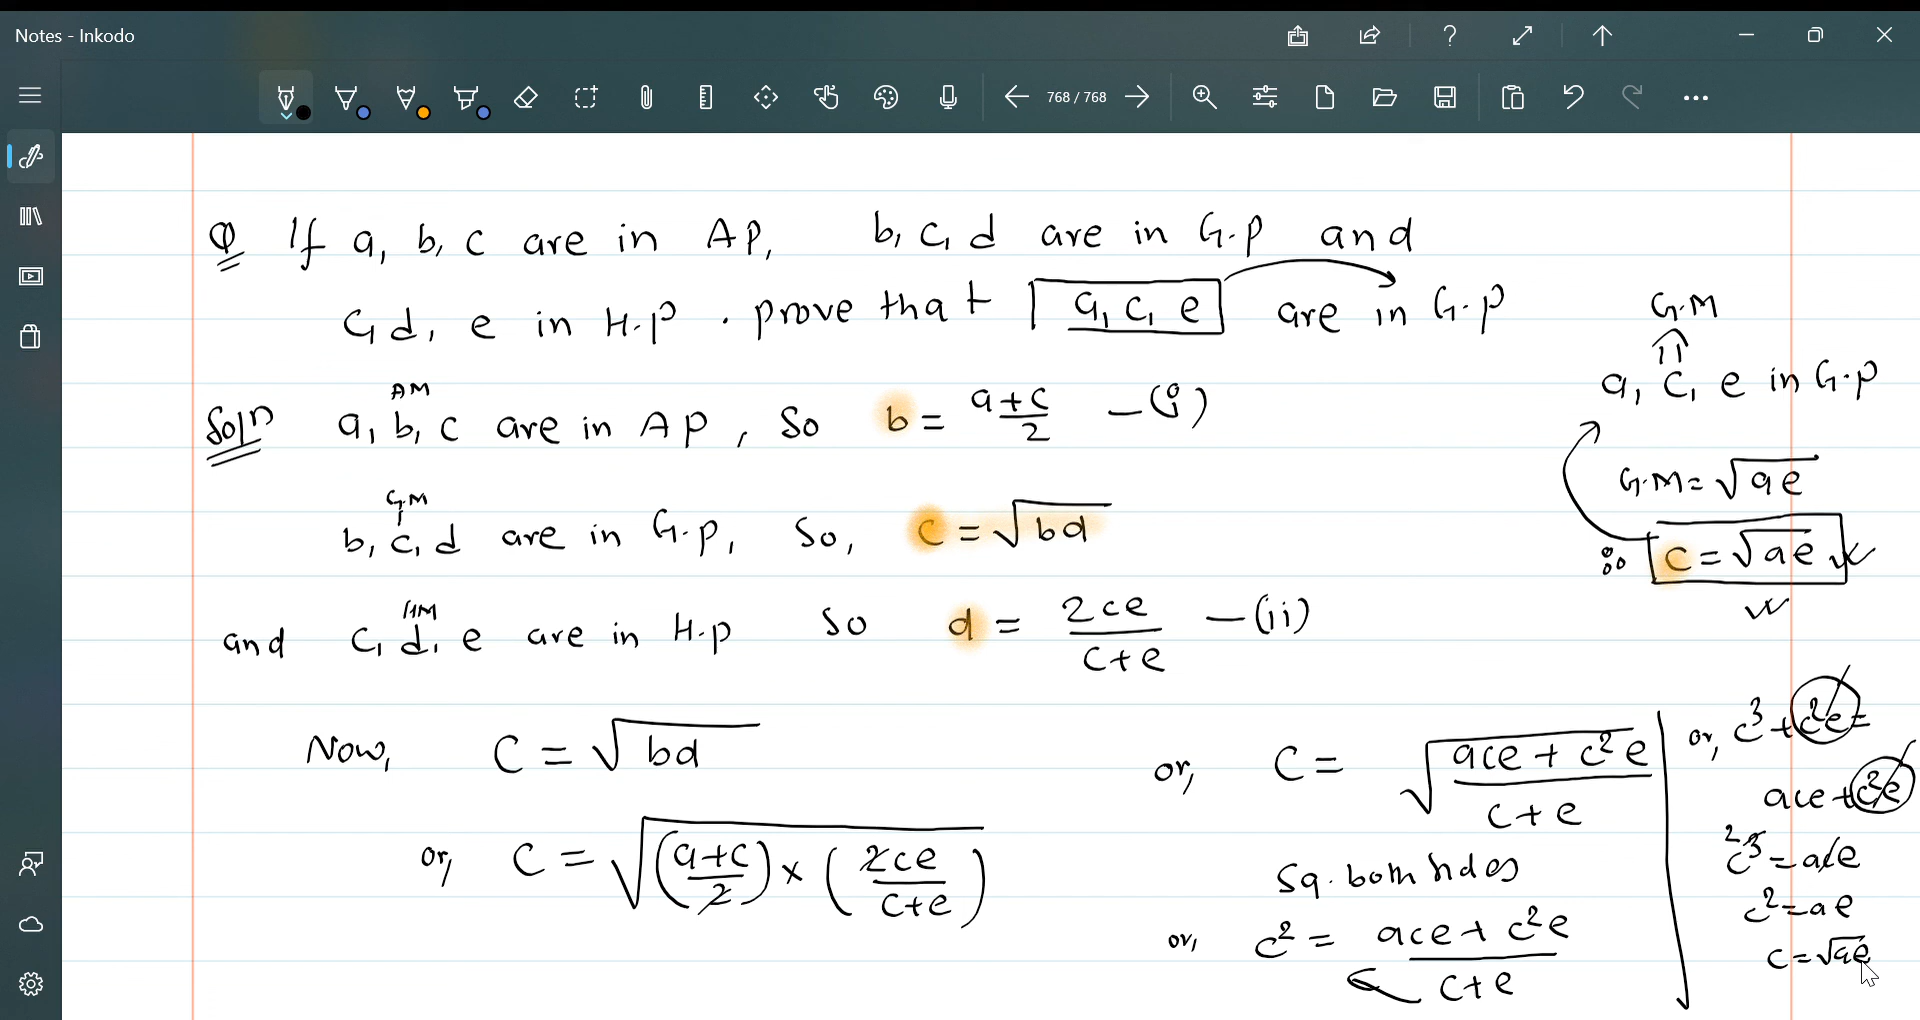 Notes - Inkodo
768 / 768
Q If a, b, c are in AP, b, c, d are in G.P and
c, d, e in H.P. prove that a, c, e are in G.P
G.M
a, c, e in G.P
AM
Soln a, b, c are in AP, So b = a+c/2 —(i)
G.M = √ae
GM
b, c, d are in G.P, So, c = √bd
∴ c = √ae
HM
and c, d, e are in H.P So d = 2ce/c+e —(ii)
Now, C = √bd
or, C = √(a+c/2) × (2ce/c+e)
or, C = √ace + c²e/c+e
Sq. both sides
or, c² = ace + c²e/c+e
or, c³ + c²e =
ace + c²e
c³ = ace
c² = ae
c = √ae